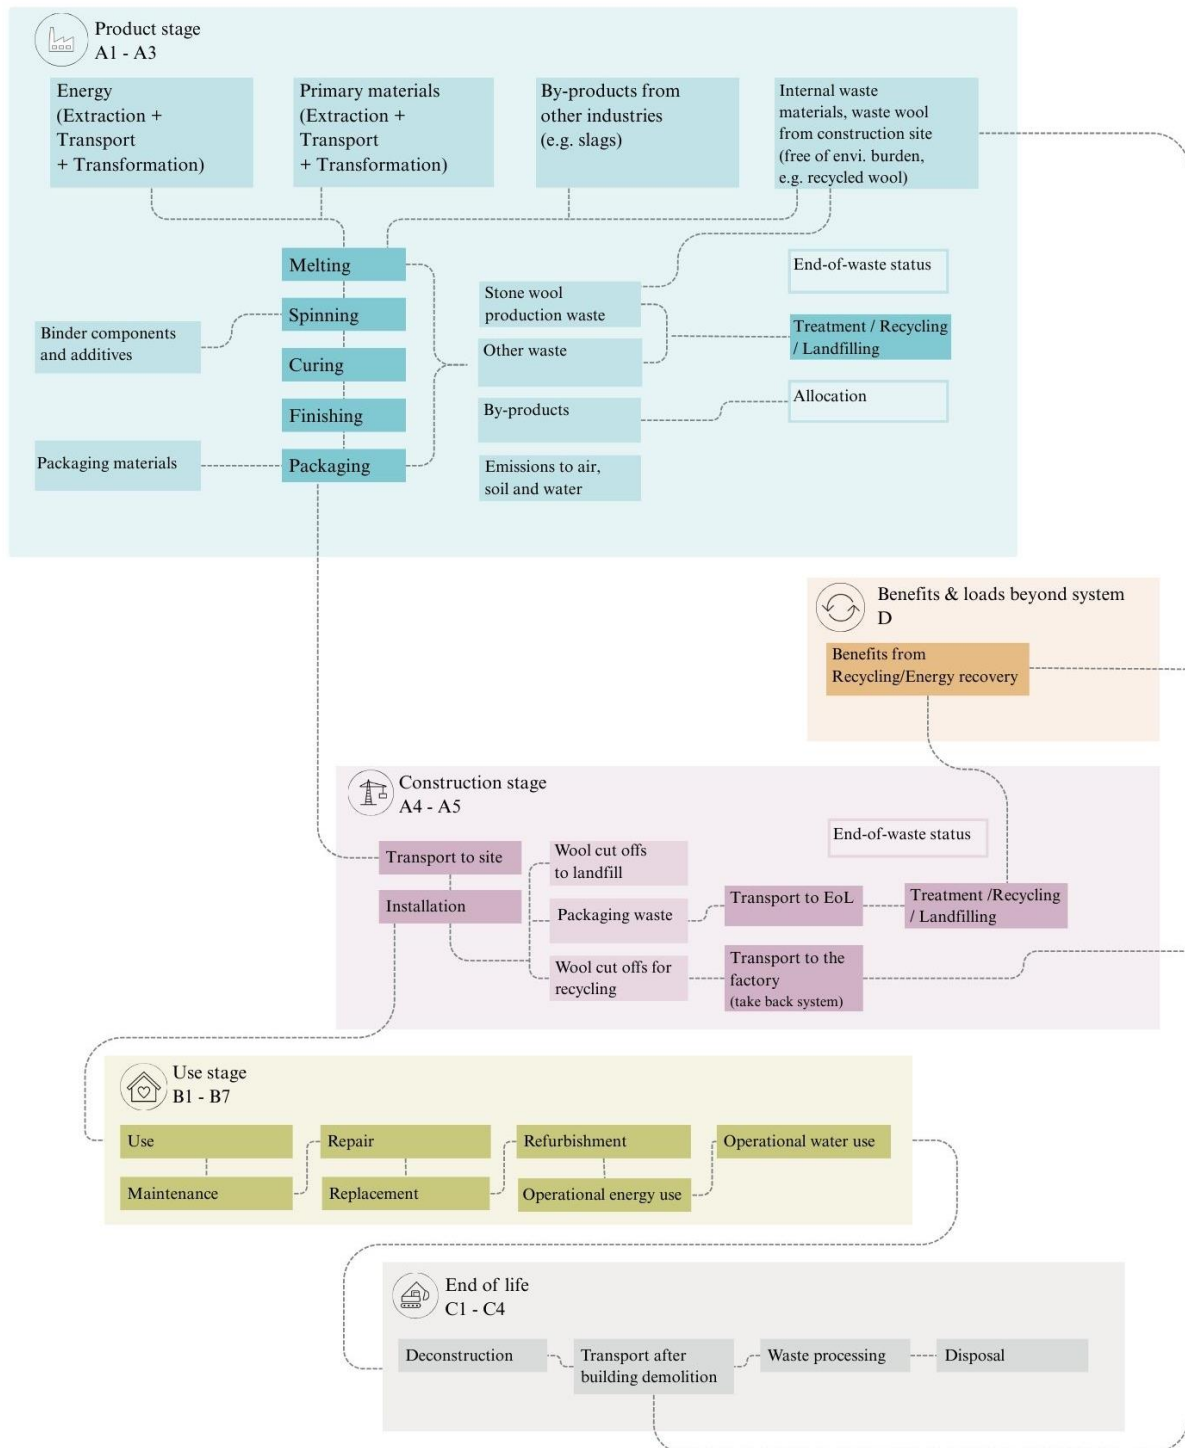 Product stage
A1 - A3
Energy
(Extraction +
Transport
+ Transformation)
Primary materials
(Extraction +
Transport
+ Transformation)
By-products from
other industries
(e.g. slags)
Internal waste
materials, waste wool
from construction site
(free of envi. burden,
e.g. recycled wool)
Melting
Spinning
Curing
Finishing
Packaging
Binder components
and additives
Packaging materials
Stone wool
production waste
Other waste
By-products
Emissions to air,
soil and water
End-of-waste status
Treatment / Recycling
/ Landfilling
Allocation
Benefits & loads beyond system
D
Benefits from
Recycling/Energy recovery
Construction stage
A4 - A5
End-of-waste status
Transport to site
Installation
Wool cut offs
to landfill
Packaging waste
Wool cut offs for
recycling
Transport to EoL
Transport to the
factory
(take back system)
Treatment /Recycling
/ Landfilling
Use stage
B1 - B7
Use
Maintenance
Repair
Replacement
Refurbishment
Operational energy use
Operational water use
End of life
C1 - C4
Deconstruction
Transport after
building demolition
Waste processing
Disposal